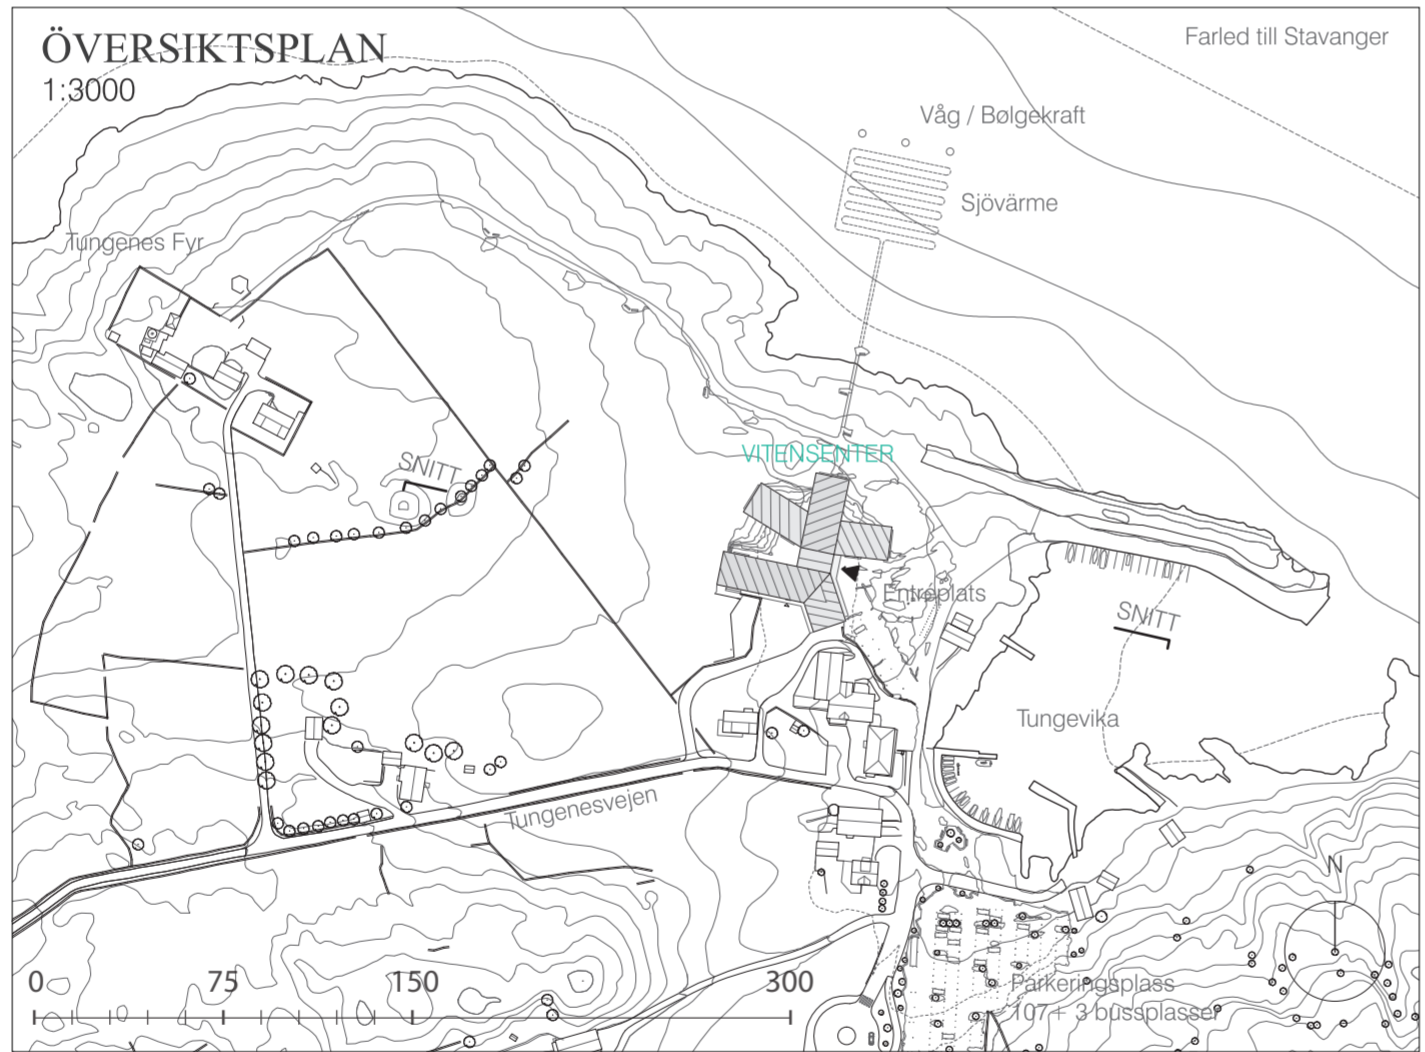 ÖVERSIKTSPLAN
1:3000
Farled till Stavanger
Våg / Bølgekraft
Sjövärme
Tungenes Fyr
VITENSENTER
SNITT
Entréplats
SNITT
Tungevika
Tungenesvejen
N
0 75 150 300
Parkeringsplass
107 + 3 bussplasser